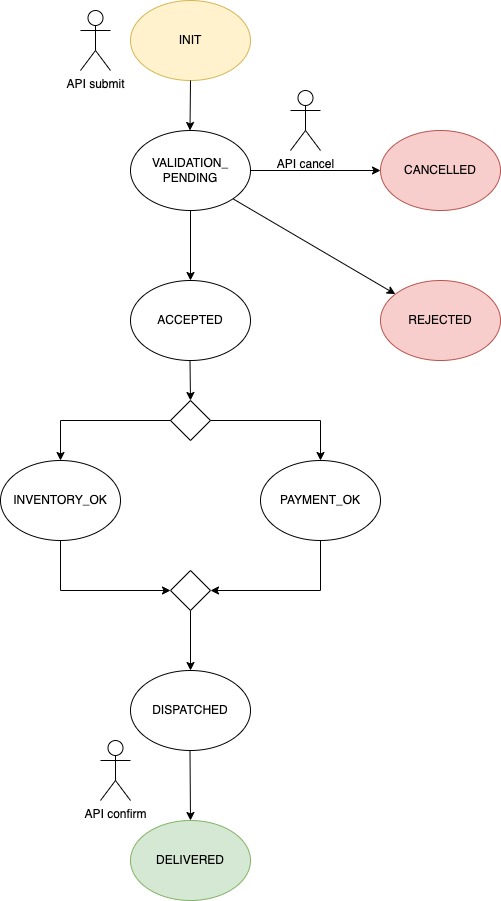 INIT
API submit
VALIDATION_
PENDING
API cancel
CANCELLED
ACCEPTED
REJECTED
INVENTORY_OK
PAYMENT_OK
DISPATCHED
API confirm
DELIVERED